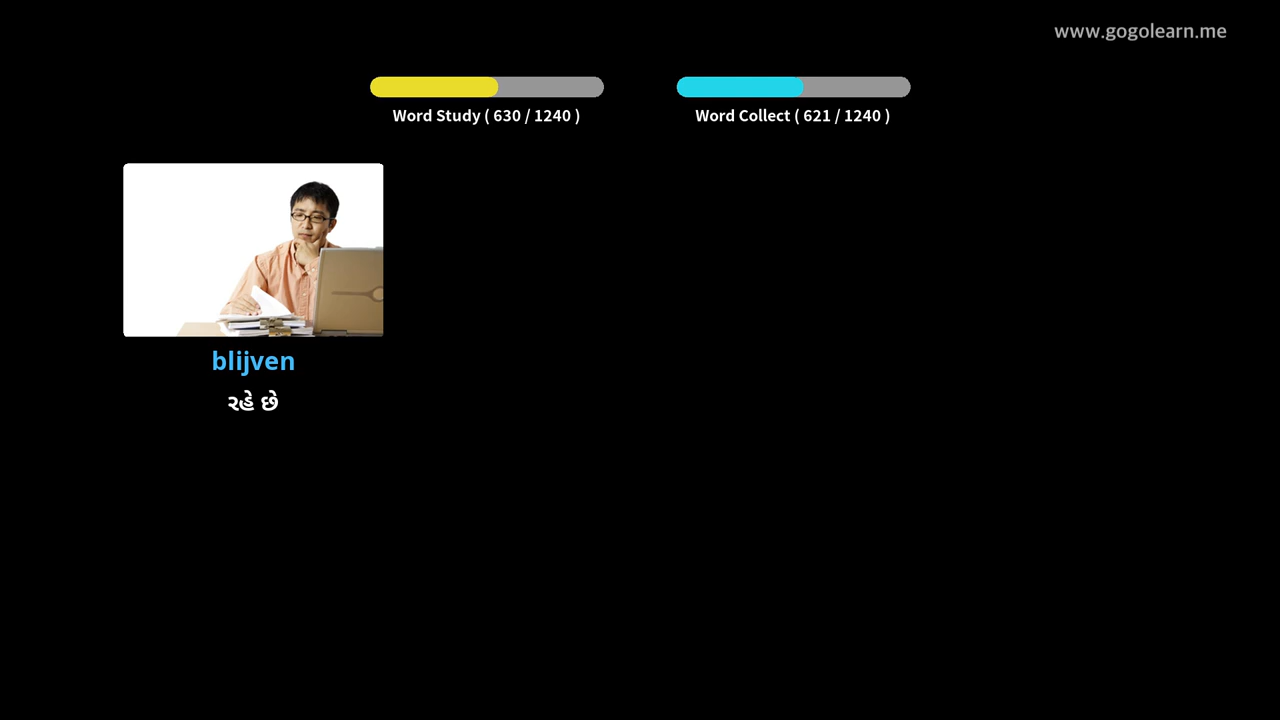 www.gogolearn.me
Word Study ( 630 / 1240 )
Word Collect ( 621 / 1240 )
blijven
રહે છે